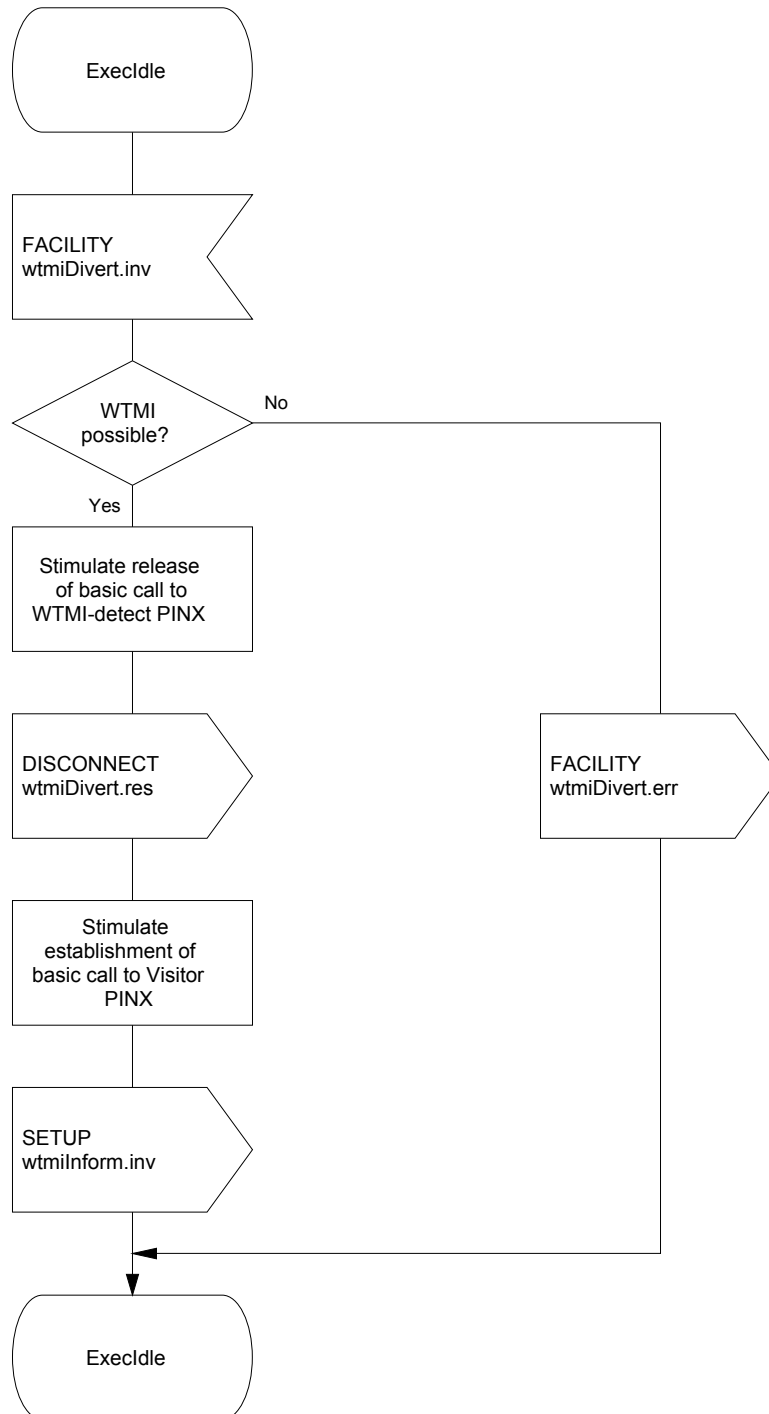 ExecIdle
FACILITY
wtmiDivert.inv
WTMI
possible?
No
Yes
Stimulate release
of basic call to
WTMI-detect PINX
DISCONNECT
wtmiDivert.res
FACILITY
wtmiDivert.err
Stimulate
establishment of
basic call to Visitor
PINX
SETUP
wtmiInform.inv
ExecIdle